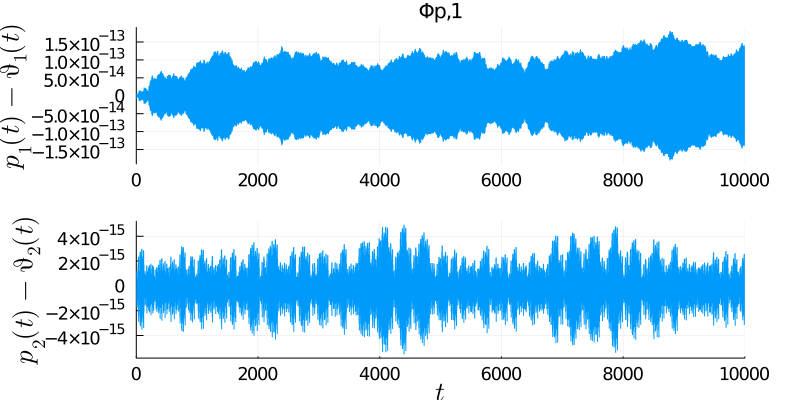 Φp,1
p₁(t) − ϑ₁(t)
1.5×10⁻¹³
1.0×10⁻¹³
5.0×10⁻¹⁴
0
−5.0×10⁻¹⁴
−1.0×10⁻¹³
−1.5×10⁻¹³
0 2000 4000 6000 8000 10000
p₂(t) − ϑ₂(t)
4×10⁻¹⁵
2×10⁻¹⁵
0
−2×10⁻¹⁵
−4×10⁻¹⁵
0 2000 4000 6000 8000 10000
t